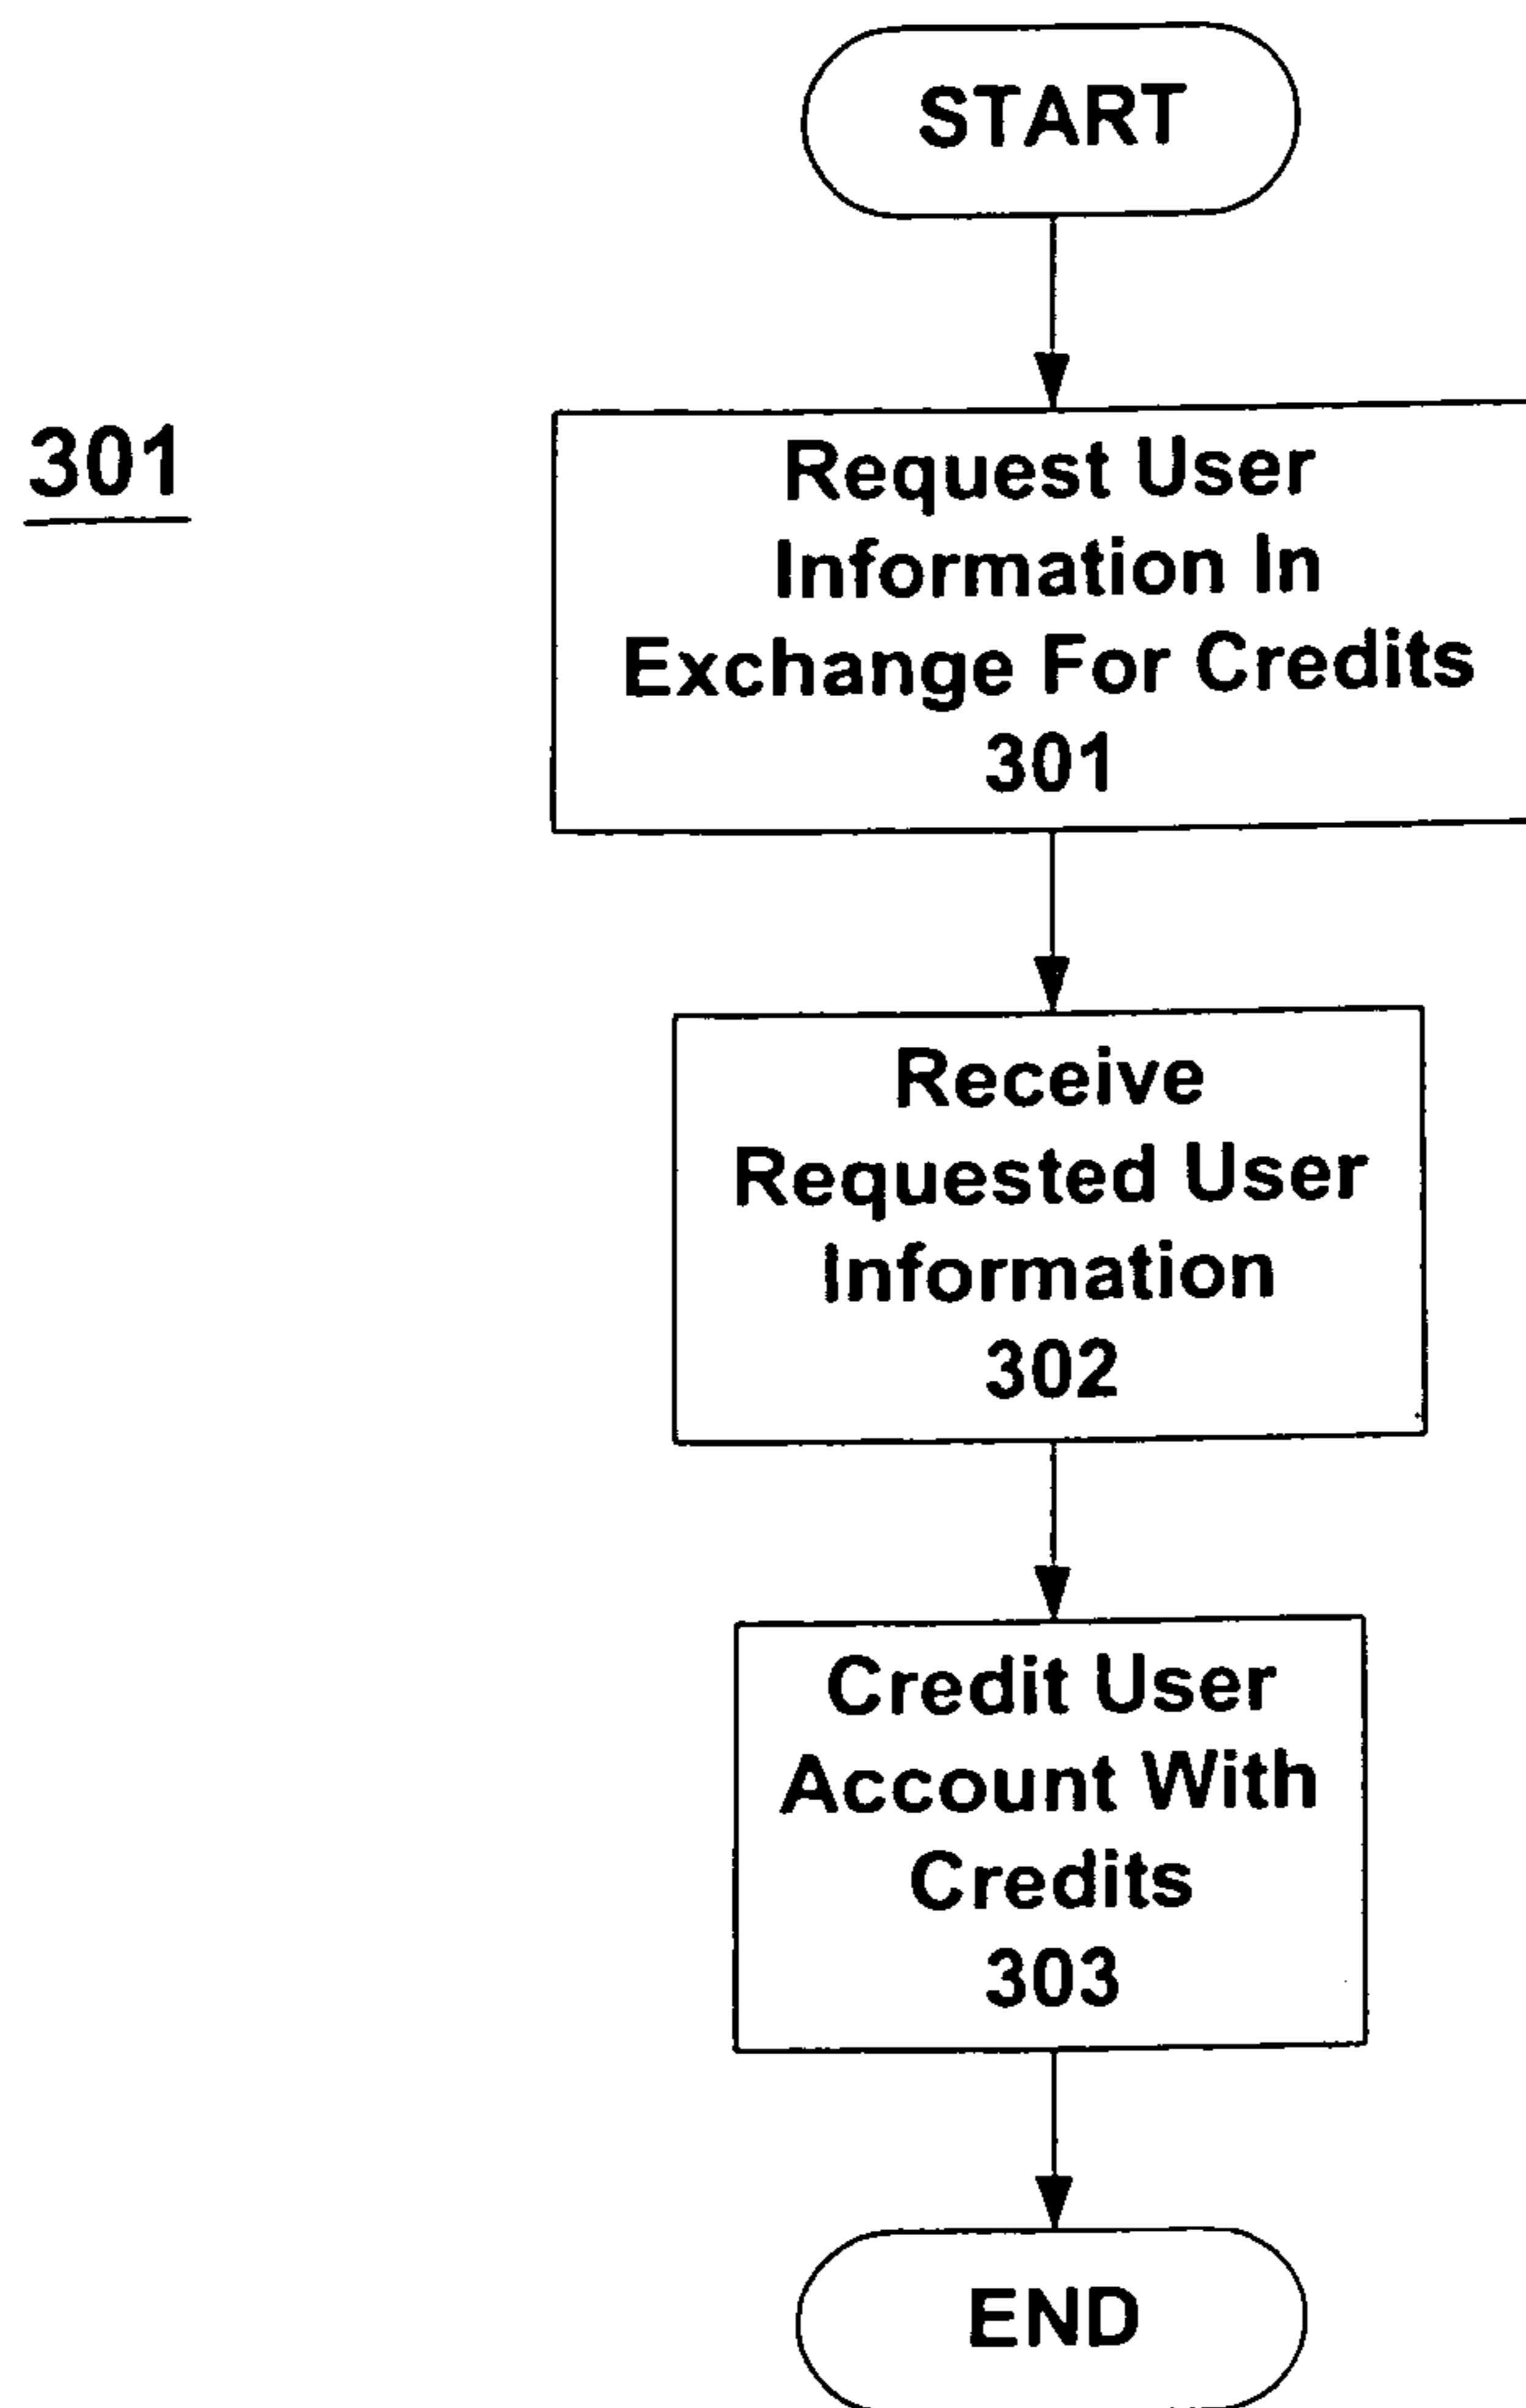 START
301
Request User
Information In
Exchange For Credits
301
Receive
Requested User
Information
302
Credit User
Account With
Credits
303
END